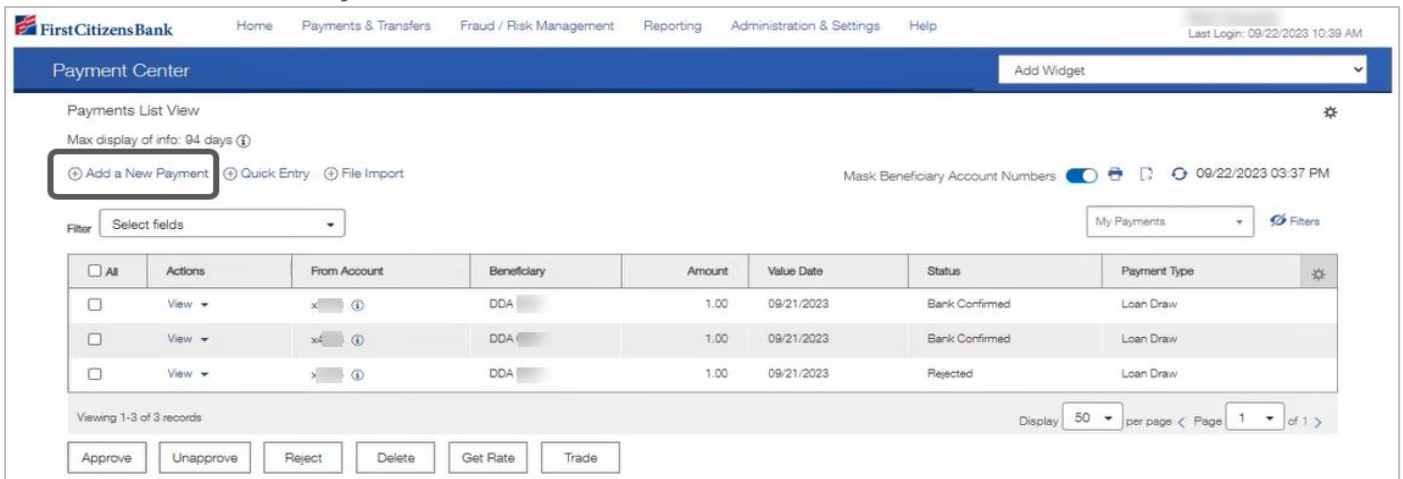 First Citizens Bank Home Payments & Transfers Fraud / Risk Management Reporting Administration & Settings Help
Last Login: 09/22/2023 10:39 AM
Payment Center Add Widget
Payments List View
Max display of info: 94 days
Add a New Payment Quick Entry File Import Mask Beneficiary Account Numbers 09/22/2023 03:37 PM
Filter Select fields My Payments Filters
All Actions From Account Beneficiary Amount Value Date Status Payment Type
View x DDA 1.00 09/21/2023 Bank Confirmed Loan Draw
View x4 DDA 1.00 09/21/2023 Bank Confirmed Loan Draw
View x DDA 1.00 09/21/2023 Rejected Loan Draw
Viewing 1-3 of 3 records Display 50 per page < Page 1 of 1 >
Approve Unapprove Reject Delete Get Rate Trade